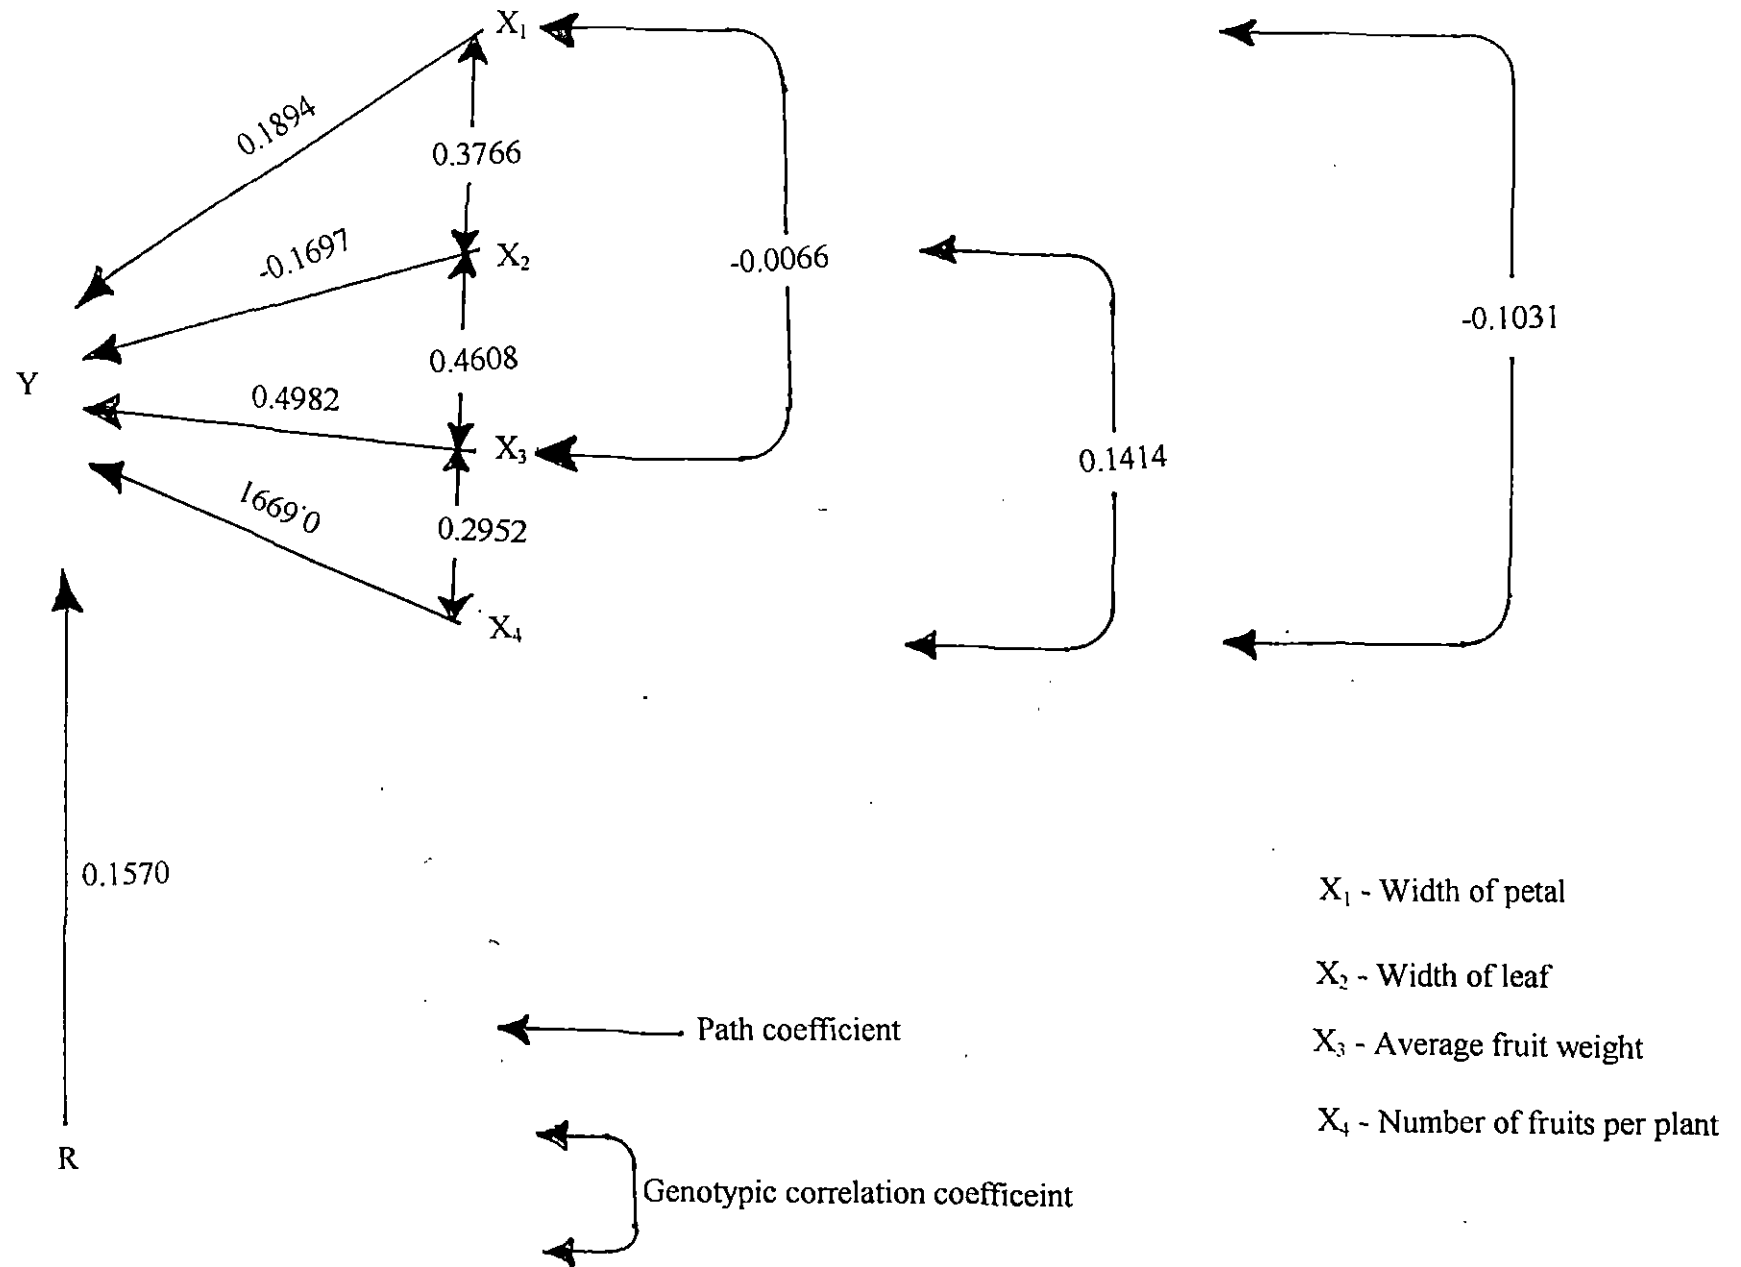 X₁
0.1894
0.3766
-0.1697
X₂
-0.0066
-0.1031
0.4608
Y
0.4982
X₃
0.1414
0.6991
0.2952
X₄
0.1570
X₁ - Width of petal
X₂ - Width of leaf
Path coefficient
X₃ - Average fruit weight
X₄ - Number of fruits per plant
R
Genotypic correlation coefficeint